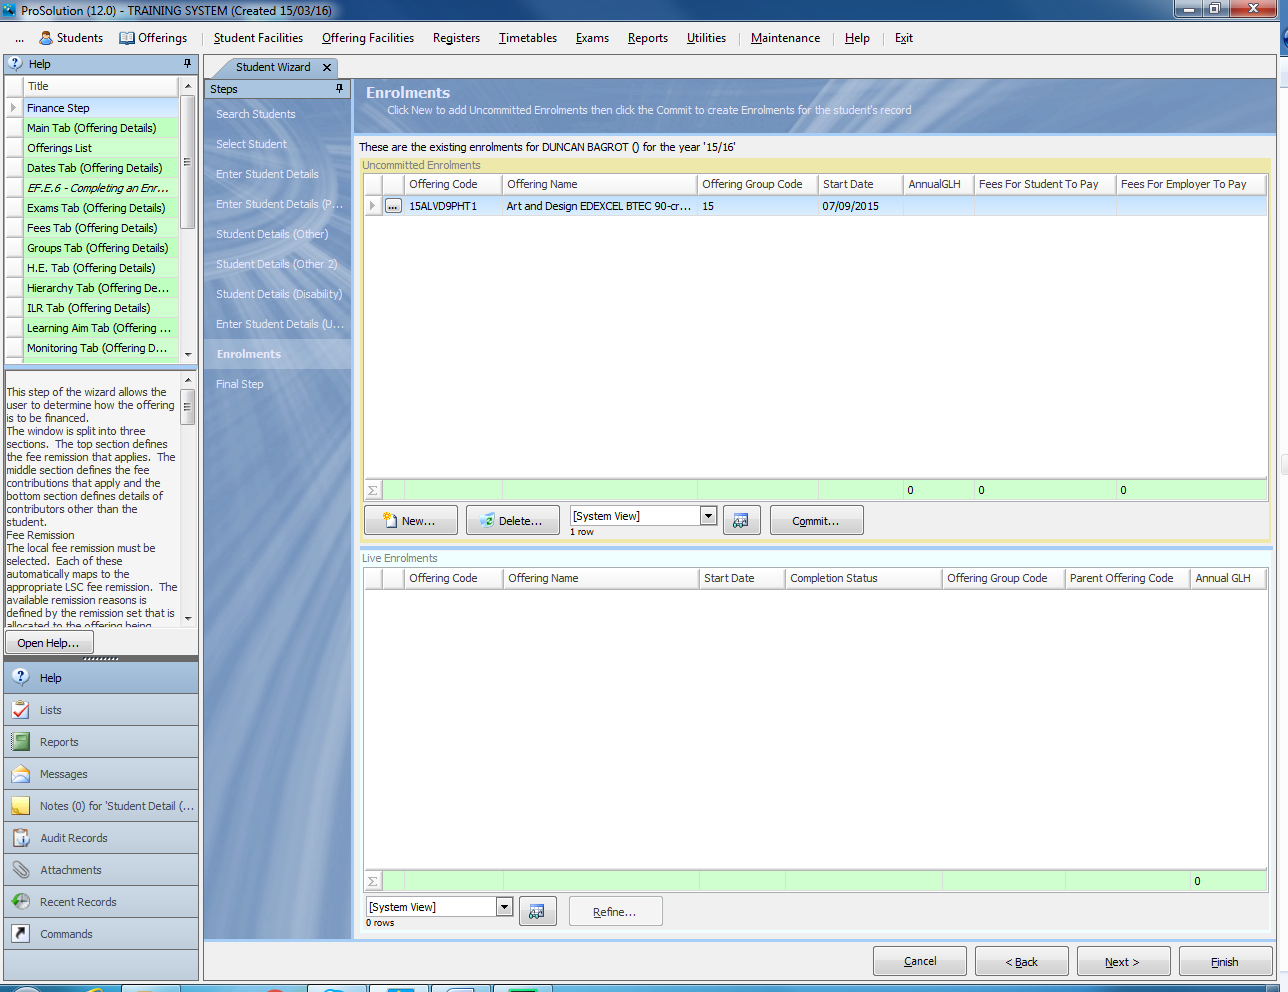 ProSolution (12.0) - TRAINING SYSTEM (Created 15/03/16)
... Students Offerings Student Facilities Offering Facilities Registers Timetables Exams Reports Utilities Maintenance Help Exit
Help
Title
Finance Step
Main Tab (Offering Details)
Offerings List
Dates Tab (Offering Details)
EF.E.6 - Completing an Enr...
Exams Tab (Offering Details)
Fees Tab (Offering Details)
Groups Tab (Offering Details)
H.E. Tab (Offering Details)
Hierarchy Tab (Offering De...
ILR Tab (Offering Details)
Learning Aim Tab (Offering ...
Monitoring Tab (Offering D...
This step of the wizard allows the
user to determine how the offering
is to be financed.
The window is split into three
sections. The top section defines
the fee remission that applies. The
middle section defines the fee
contributions that apply and the
bottom section defines details of
contributors other than the
student.
Fee Remission
The local fee remission must be
selected. Each of these
automatically maps to the
appropriate LSC fee remission. The
available remission reasons is
defined by the remission set that is
allocated to the offering being
Open Help...
Help
Lists
Reports
Messages
Notes (0) for 'Student Detail (...
Audit Records
Attachments
Recent Records
Commands
Student Wizard X
Steps
Search Students
Select Student
Enter Student Details
Enter Student Details (P...
Student Details (Other)
Student Details (Other 2)
Student Details (Disability)
Enter Student Details (U...
Enrolments
Final Step
Enrolments
Click New to add Uncommitted Enrolments then click the Commit to create Enrolments for the student's record
These are the existing enrolments for DUNCAN BAGROT () for the year '15/16'
Uncommitted Enrolments
Offering Code Offering Name Offering Group Code Start Date AnnualGLH Fees For Student To Pay Fees For Employer To Pay
... 15ALVD9PHT1 Art and Design EDEXCEL BTEC 90-cr... 15 07/09/2015
Σ 0 0 0
New... Delete... [System View] Commit...
1 row
Live Enrolments
Offering Code Offering Name Start Date Completion Status Offering Group Code Parent Offering Code Annual GLH
Σ 0
[System View] Refine...
0 rows
Cancel < Back Next > Finish